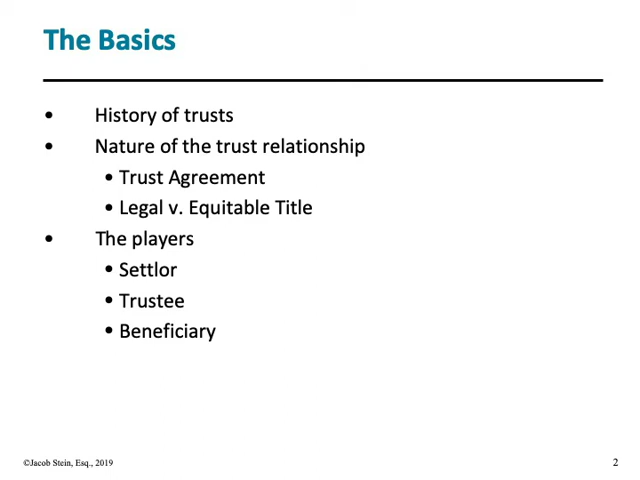 The Basics
• History of trusts
• Nature of the trust relationship
• Trust Agreement
• Legal v. Equitable Title
• The players
• Settlor
• Trustee
• Beneficiary
©Jacob Stein, Esq., 2019
2